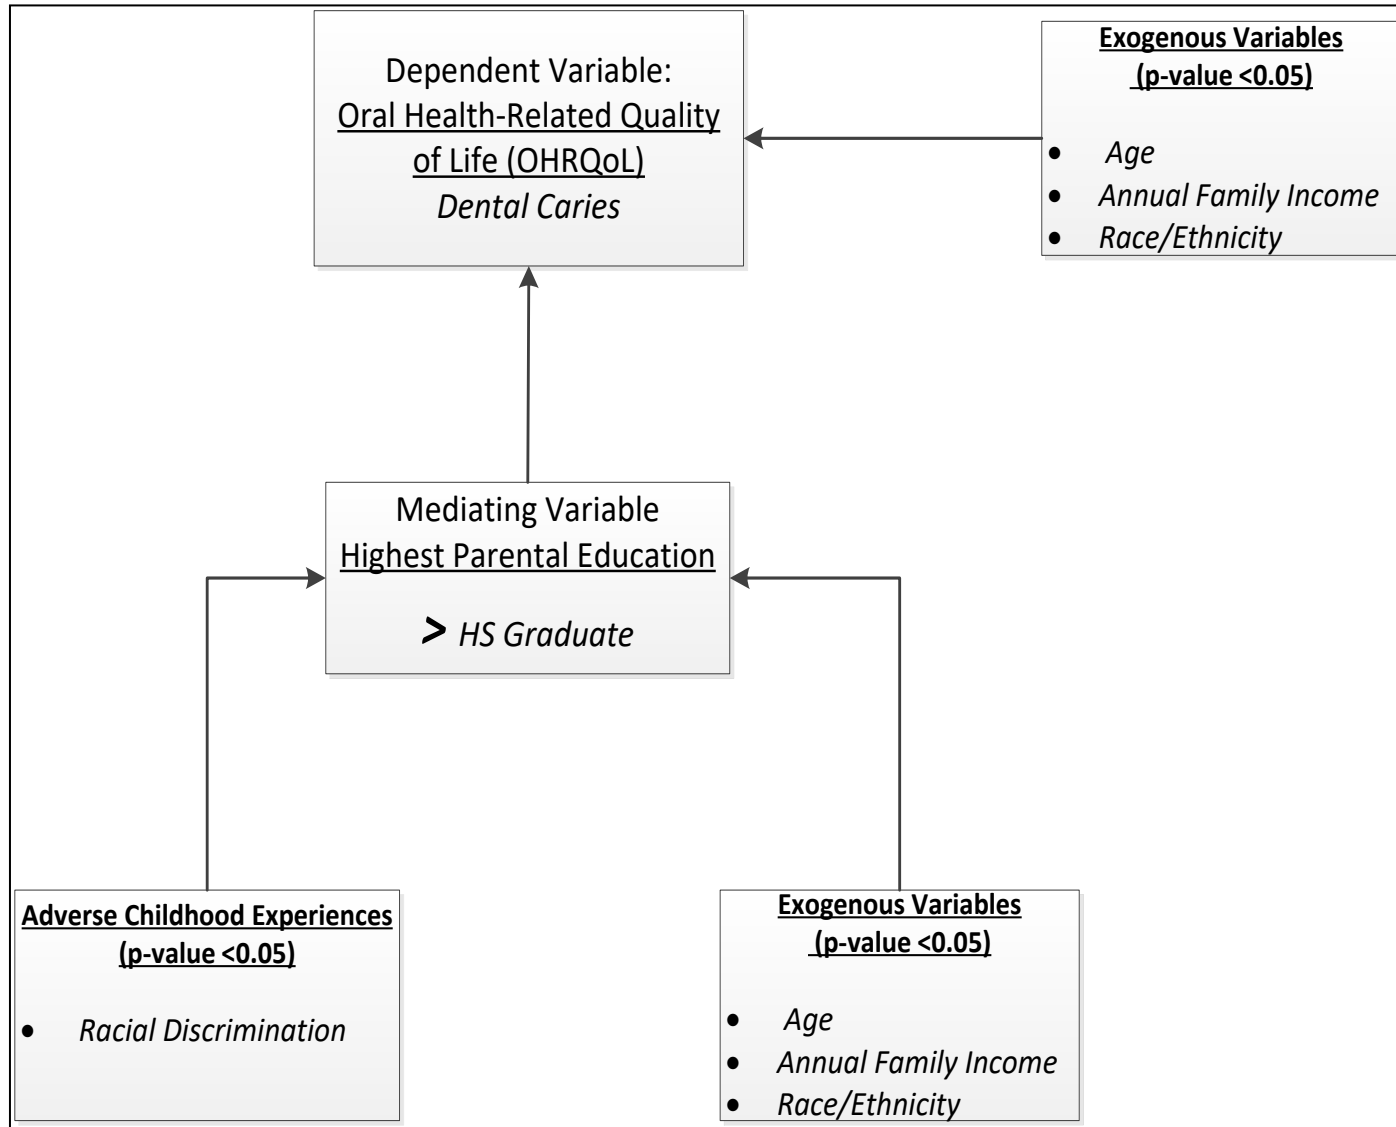 Dependent Variable:
Oral Health-Related Quality
of Life (OHRQoL)
Dental Caries
Exogenous Variables
(p-value <0.05)
• Age
• Annual Family Income
• Race/Ethnicity
Mediating Variable
Highest Parental Education
> HS Graduate
Adverse Childhood Experiences
(p-value <0.05)
• Racial Discrimination
Exogenous Variables
(p-value <0.05)
• Age
• Annual Family Income
• Race/Ethnicity